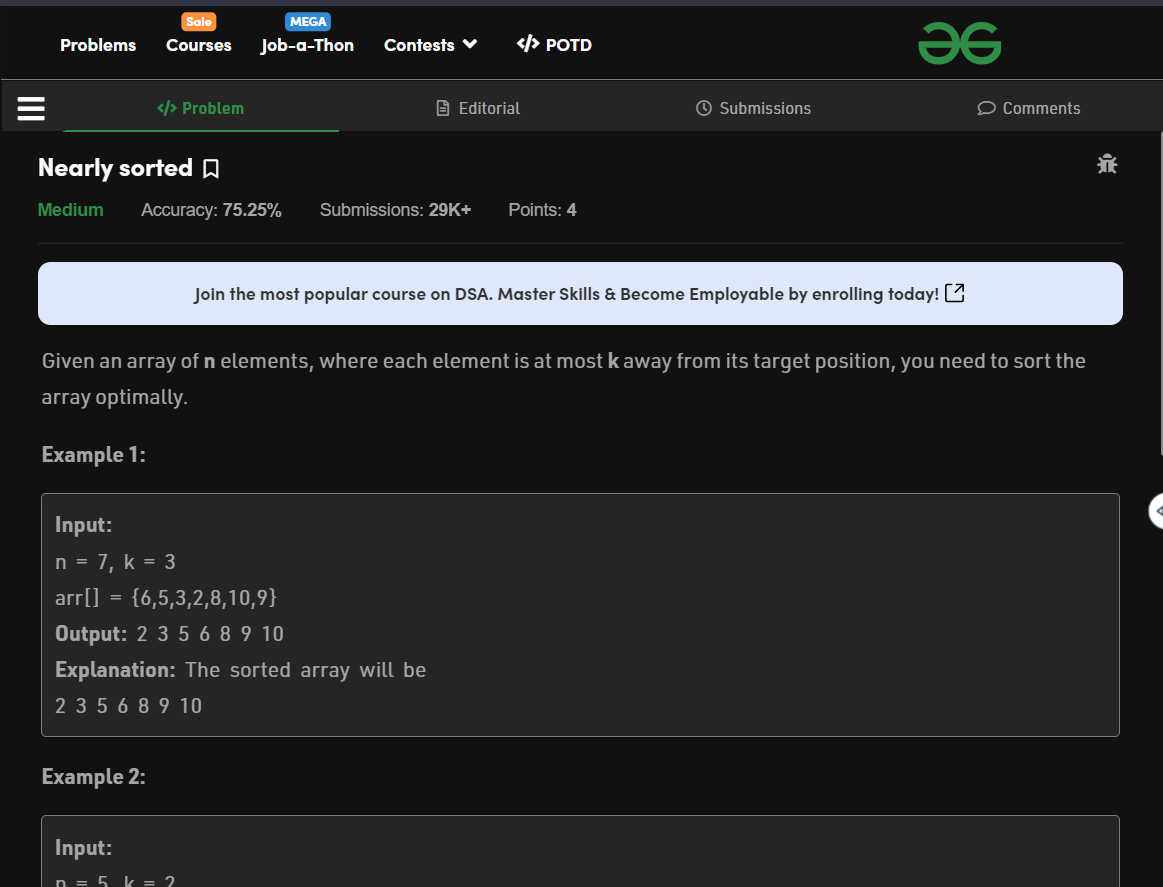 Sale
MEGA
Problems Courses Job-a-Thon Contests </> POTD
</> Problem Editorial Submissions Comments
Nearly sorted
Medium Accuracy: 75.25% Submissions: 29K+ Points: 4
Join the most popular course on DSA. Master Skills & Become Employable by enrolling today!
Given an array of n elements, where each element is at most k away from its target position, you need to sort the
array optimally.
Example 1:
Input:
n = 7, k = 3
arr[] = {6,5,3,2,8,10,9}
Output: 2 3 5 6 8 9 10
Explanation: The sorted array will be
2 3 5 6 8 9 10
Example 2:
Input:
n = 5, k = 2